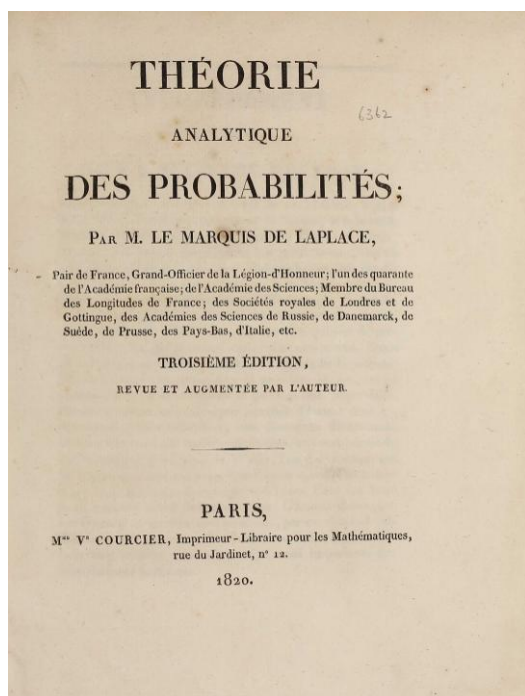 THÉORIE
6362
ANALYTIQUE
DES PROBABILITÉS;
PAR M. LE MARQUIS DE LAPLACE,
Pair de France, Grand-Officier de la Légion-d'Honneur; l'un des quarante
de l'Académie française; de l'Académie des Sciences; Membre du Bureau
des Longitudes de France; des Sociétés royales de Londres et de
Gottingue, des Académies des Sciences de Russie, de Danemarck, de
Suède, de Prusse, des Pays-Bas, d'Italie, etc.
TROISIÈME ÉDITION,
REVUE ET AUGMENTÉE PAR L'AUTEUR.
PARIS,
Mme Ve COURCIER, Imprimeur-Libraire pour les Mathématiques,
rue du Jardinet, n° 12.
1820.